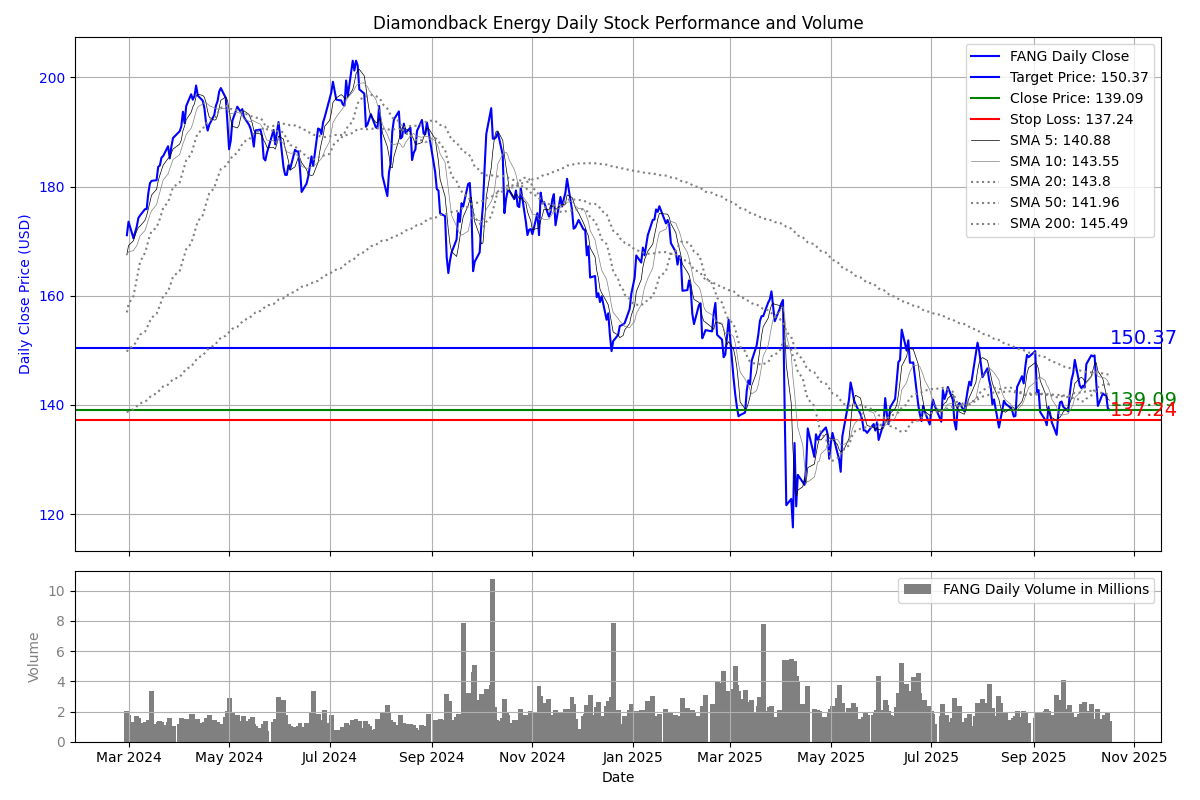 Diamondback Energy Daily Stock Performance and Volume
Daily Close Price (USD)
200
180
160
140
120
FANG Daily Close
Target Price: 150.37
Close Price: 139.09
Stop Loss: 137.24
SMA 5: 140.88
SMA 10: 143.55
SMA 20: 143.8
SMA 50: 141.96
SMA 200: 145.49
150.37
139.09
137.24
Volume
10
8
6
4
2
0
FANG Daily Volume in Millions
Mar 2024 May 2024 Jul 2024 Sep 2024 Nov 2024 Jan 2025 Mar 2025 May 2025 Jul 2025 Sep 2025 Nov 2025
Date